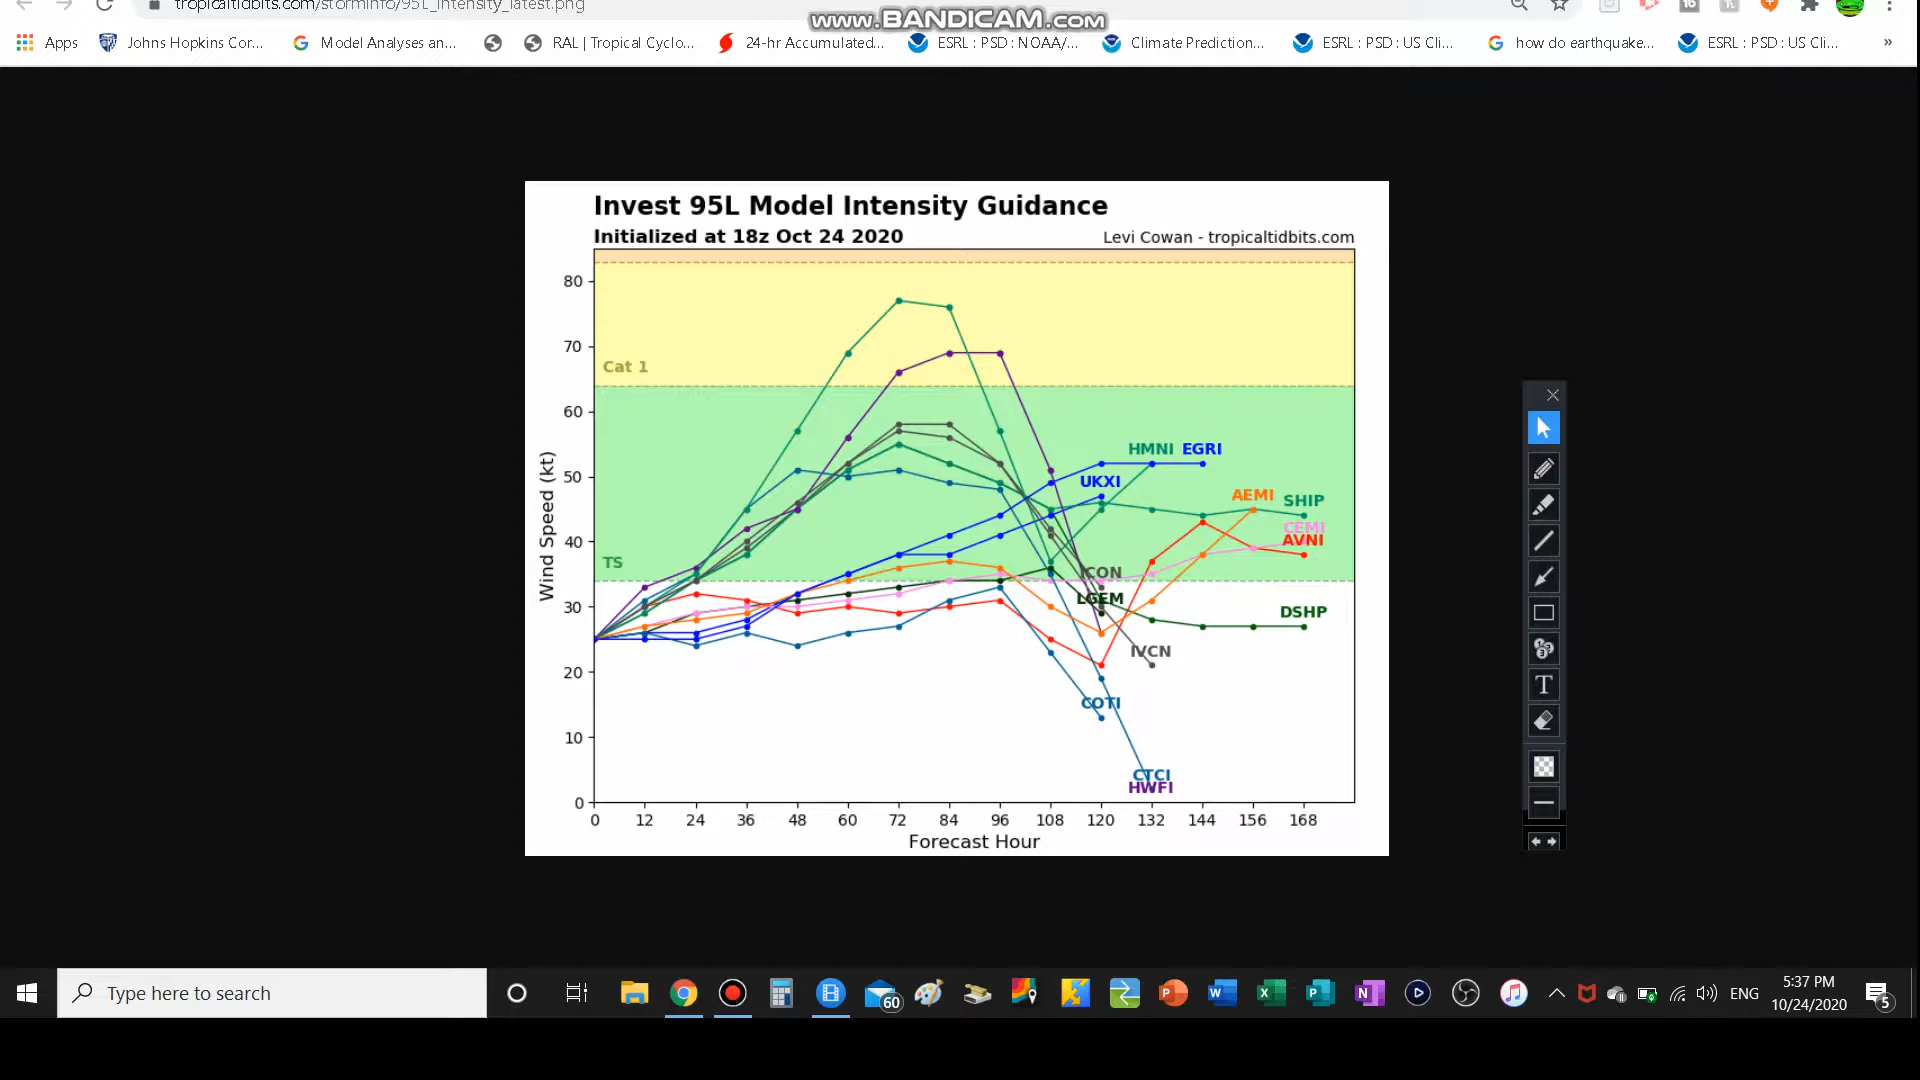 tropicaltidbits.com/storminfo/95L_intensity_latest.png
www.BANDICAM.com
Apps
Johns Hopkins Cor...
Model Analyses an...
RAL | Tropical Cyclo...
24-hr Accumulated...
ESRL : PSD : NOAA/...
Climate Prediction...
ESRL : PSD : US Cli...
how do earthquake...
ESRL : PSD : US Cli...
»
Invest 95L Model Intensity Guidance
Initialized at 18z Oct 24 2020
Levi Cowan - tropicaltidbits.com
80
70
Cat 1
60
HMNI
EGRI
50
UKXI
AEMI
SHIP
CEMI
AVNI
40
TS
ICON
LGEM
30
DSHP
IVCN
20
COTI
10
CTCI
HWFI
0
Wind Speed (kt)
0 12 24 36 48 60 72 84 96 108 120 132 144 156 168
Forecast Hour
T
Type here to search
60
ENG
5:37 PM
10/24/2020
5